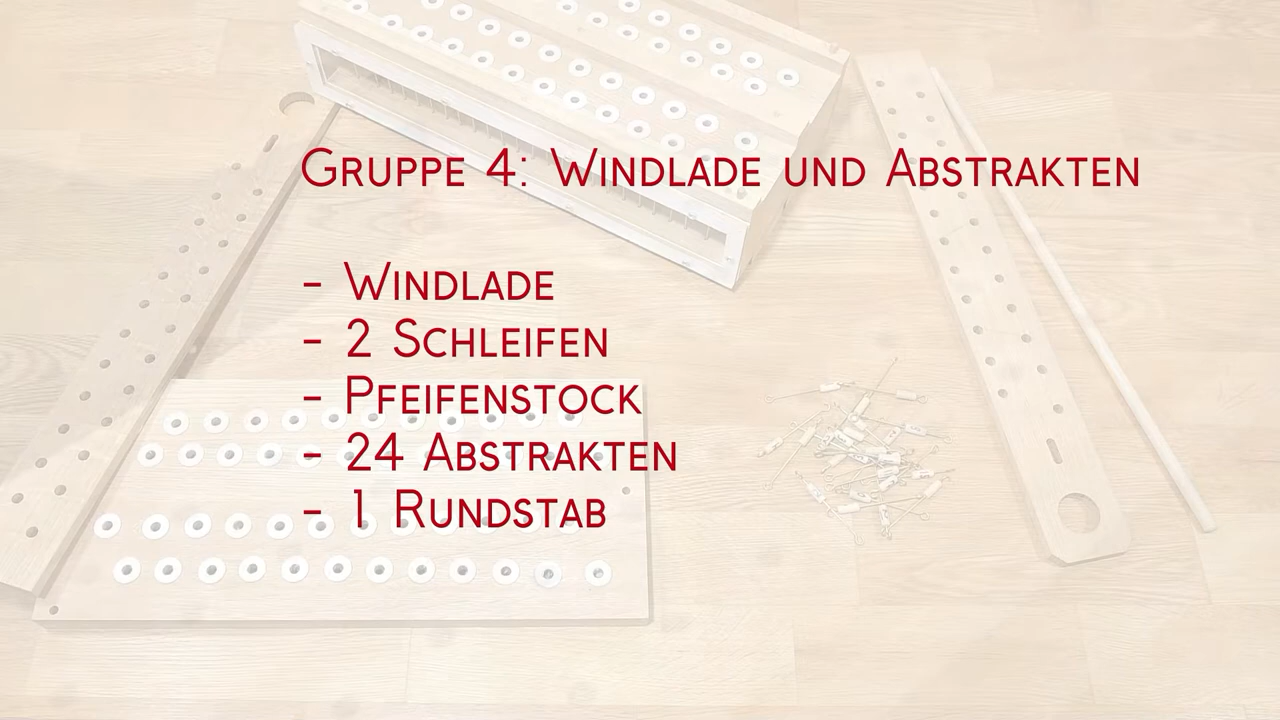 Gruppe 4: Windlade und Abstrakten
- Windlade
- 2 Schleifen
- Pfeifenstock
- 24 Abstrakten
- 1 Rundstab